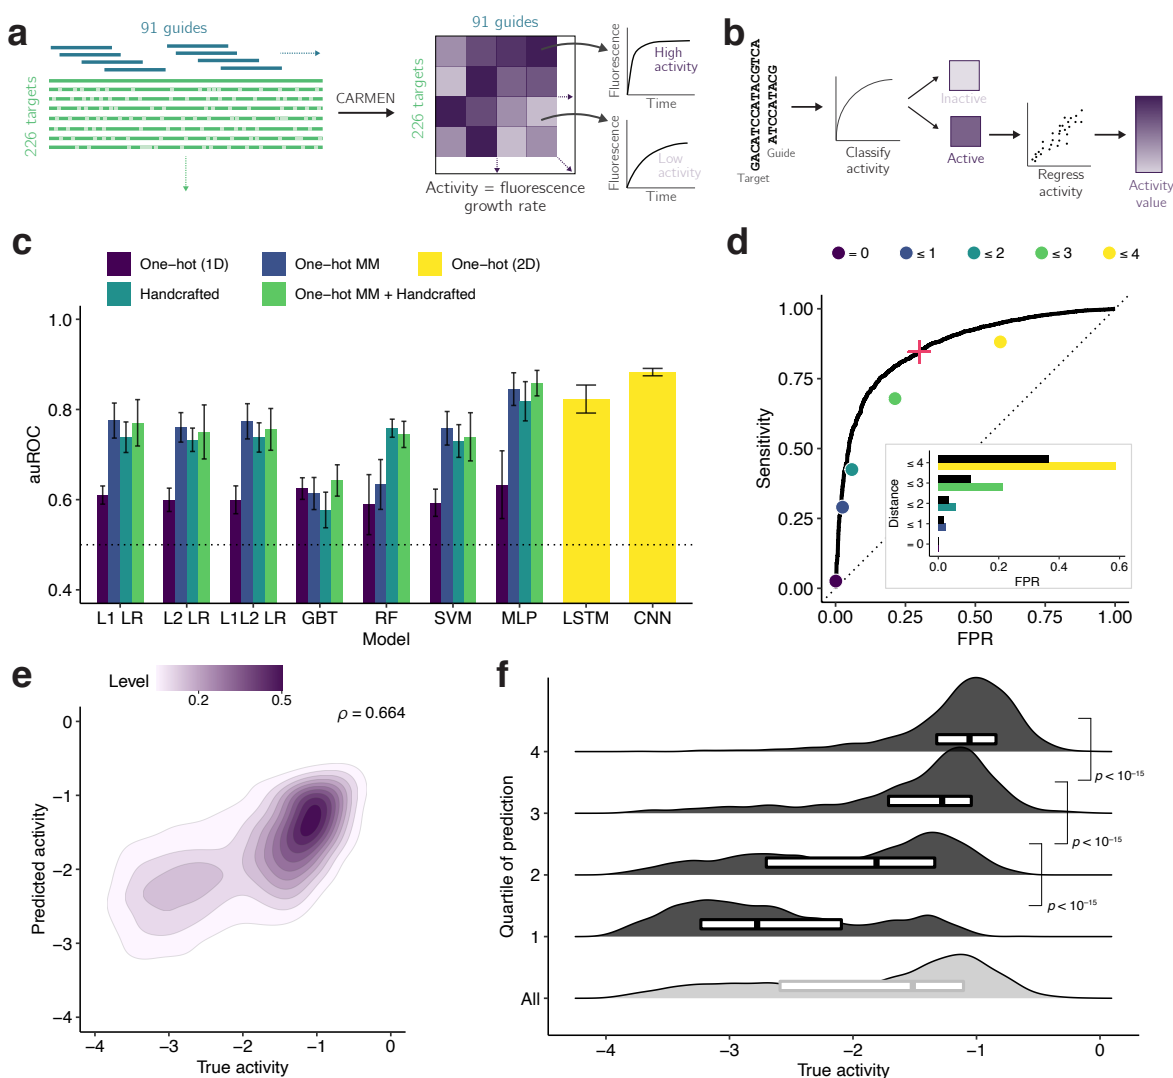 a
91 guides
226 targets
CARMEN
91 guides
226 targets
Activity = fluorescence
growth rate
Fluorescence
High
activity
Time
Fluorescence
Low
activity
Time
b
GACATCCATACGTCA
ATCCATACG
Target
Guide
Classify
activity
Inactive
Active
Regress
activity
Activity
value
c
One-hot (1D)
One-hot MM
One-hot (2D)
Handcrafted
One-hot MM + Handcrafted
auROC
1.0
0.8
0.6
0.4
L1 LR
L2 LR
L1L2 LR
GBT
RF
SVM
MLP
LSTM
CNN
Model
d
= 0
≤ 1
≤ 2
≤ 3
≤ 4
Sensitivity
1.00
0.75
0.50
0.25
0.00
0.00
0.25
0.50
0.75
1.00
FPR
Distance
≤ 4
≤ 3
≤ 2
≤ 1
= 0
0.0
0.2
0.4
0.6
FPR
e
Level
0.2
0.5
ρ = 0.664
Predicted activity
0
−1
−2
−3
−4
−4
−3
−2
−1
0
True activity
f
Quartile of prediction
4
3
2
1
All
p < 10⁻¹⁵
p < 10⁻¹⁵
p < 10⁻¹⁵
−4
−3
−2
−1
0
True activity